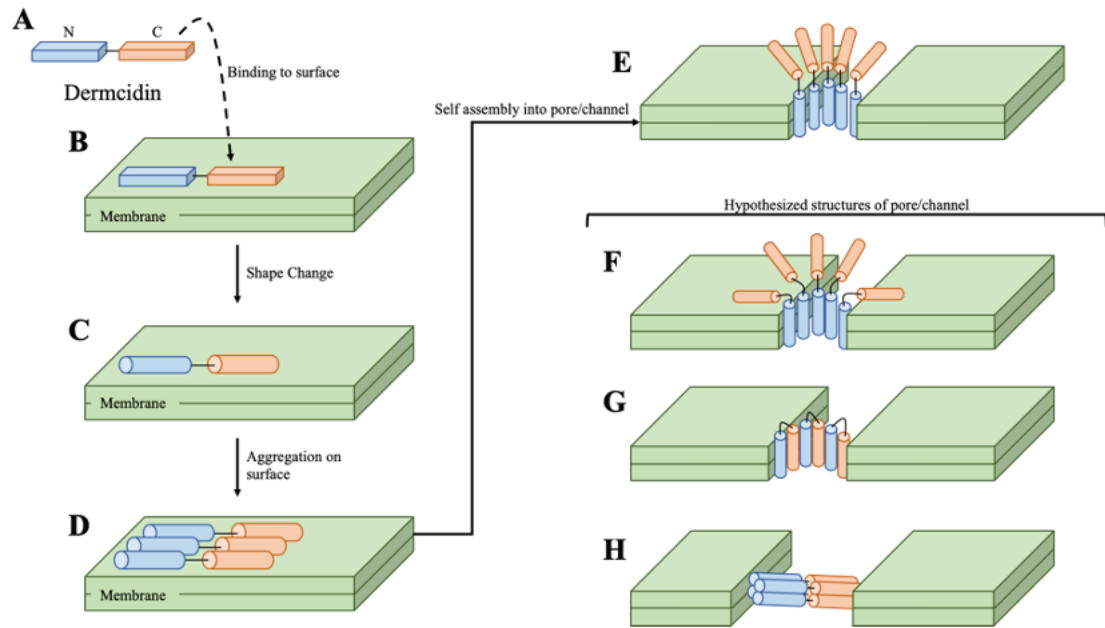 A
N
C
Binding to surface
Dermcidin
B
Membrane
Shape Change
C
Membrane
Aggregation on
surface
D
Membrane
Self assembly into pore/channel
E
Hypothesized structures of pore/channel
F
G
H